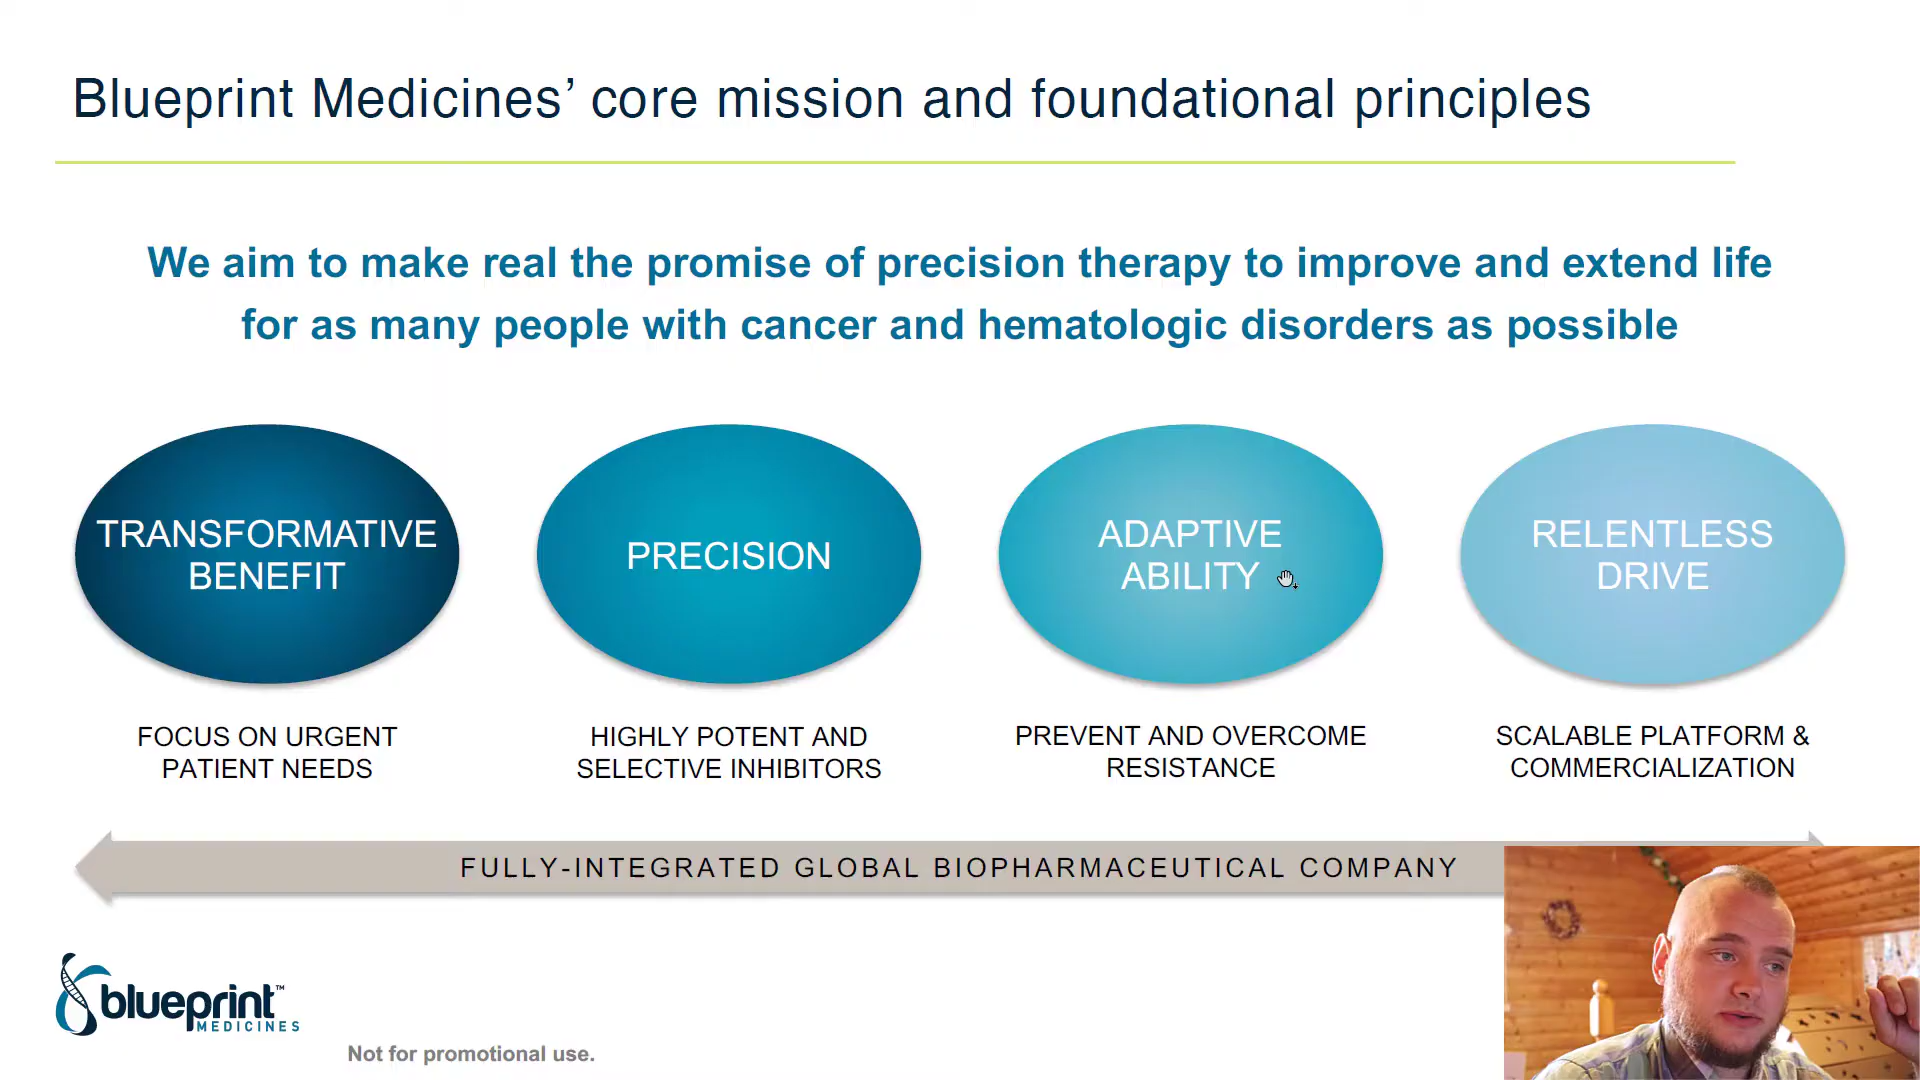 Blueprint Medicines’ core mission and foundational principles
We aim to make real the promise of precision therapy to improve and extend life
for as many people with cancer and hematologic disorders as possible
TRANSFORMATIVE
BENEFIT
PRECISION
ADAPTIVE
ABILITY
RELENTLESS
DRIVE
FOCUS ON URGENT
PATIENT NEEDS
HIGHLY POTENT AND
SELECTIVE INHIBITORS
PREVENT AND OVERCOME
RESISTANCE
SCALABLE PLATFORM &
COMMERCIALIZATION
FULLY-INTEGRATED GLOBAL BIOPHARMACEUTICAL COMPANY
blueprint™
MEDICINES
Not for promotional use.